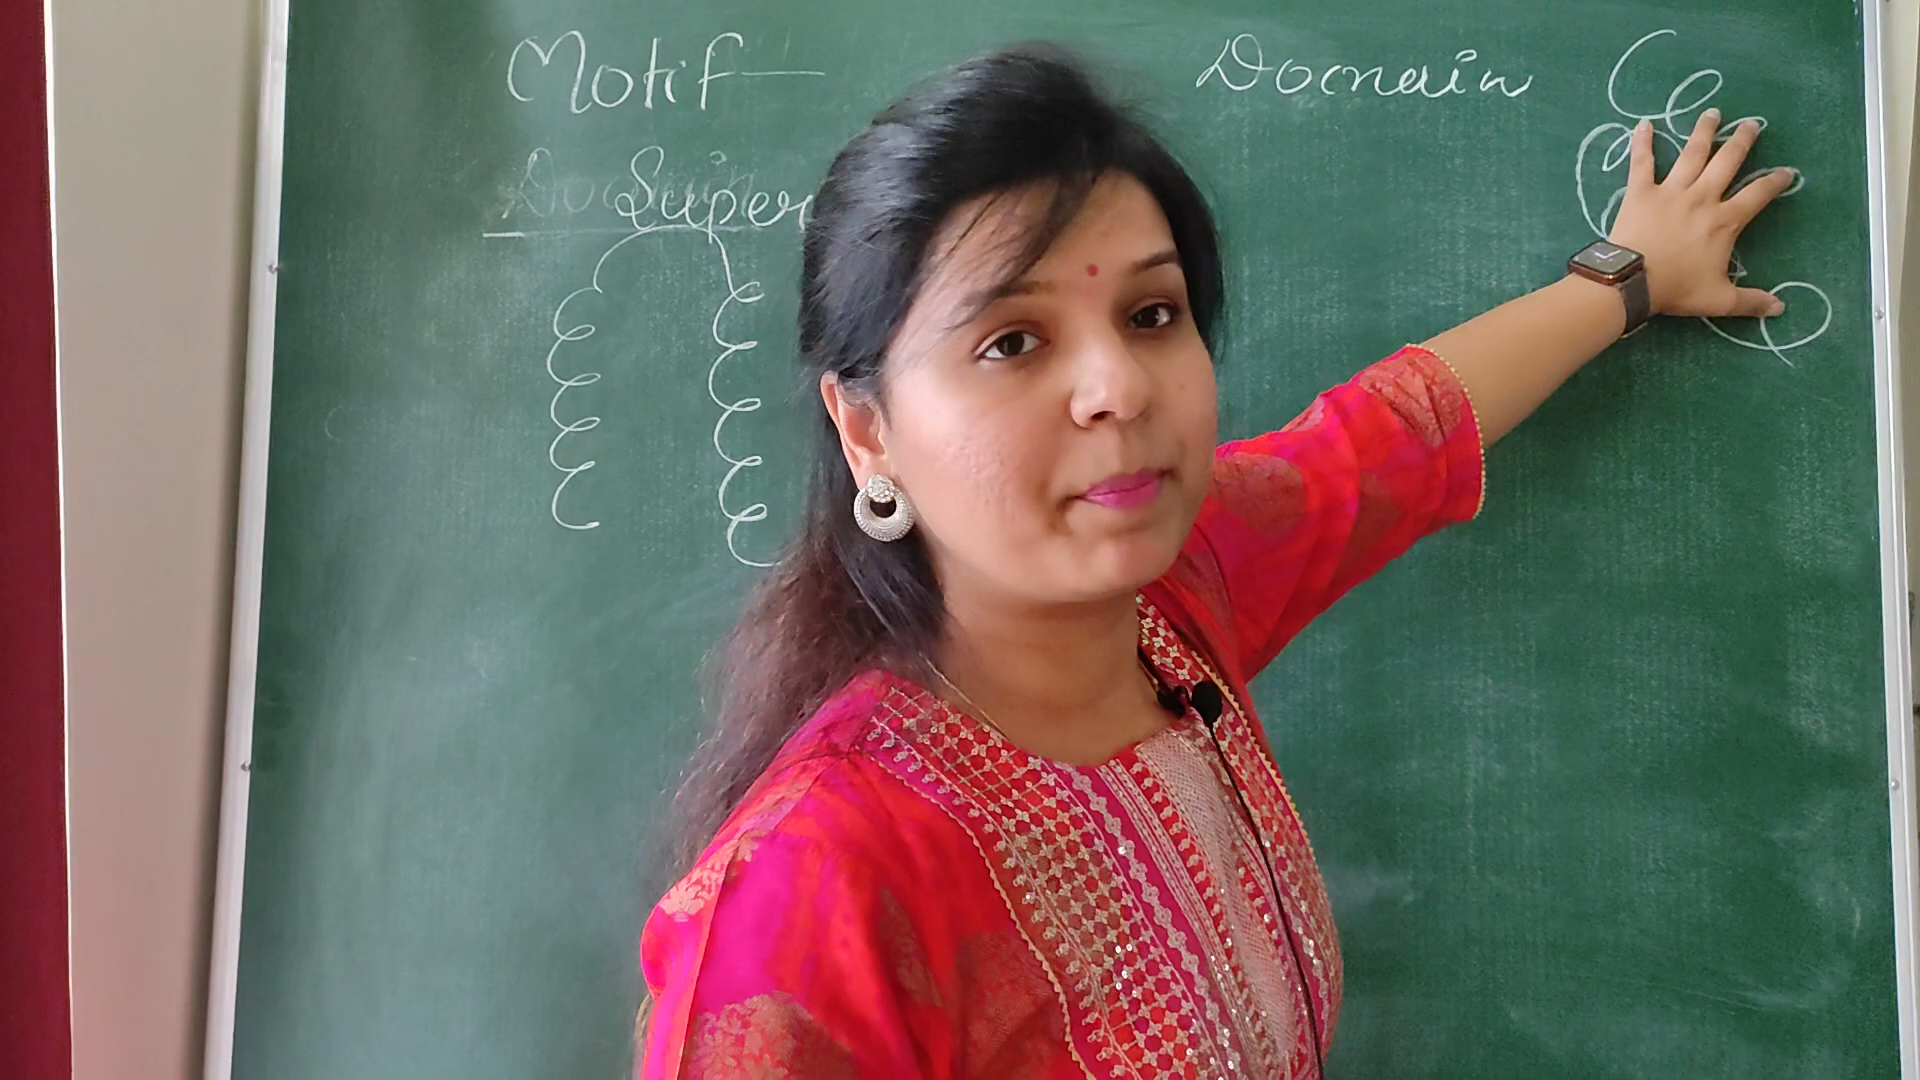 Motif — Domain
Super